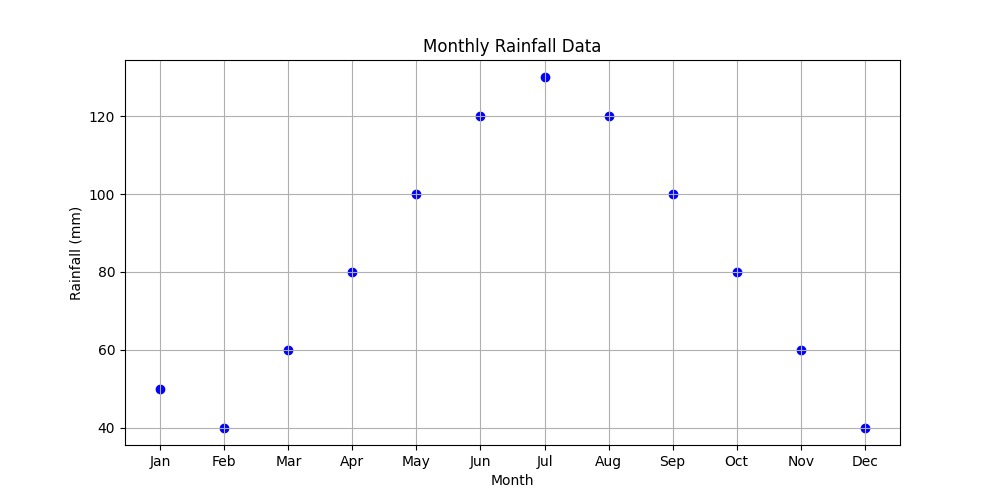 Monthly Rainfall Data
Rainfall (mm)
120
100
80
60
40
Jan Feb Mar Apr May Jun Jul Aug Sep Oct Nov Dec
Month